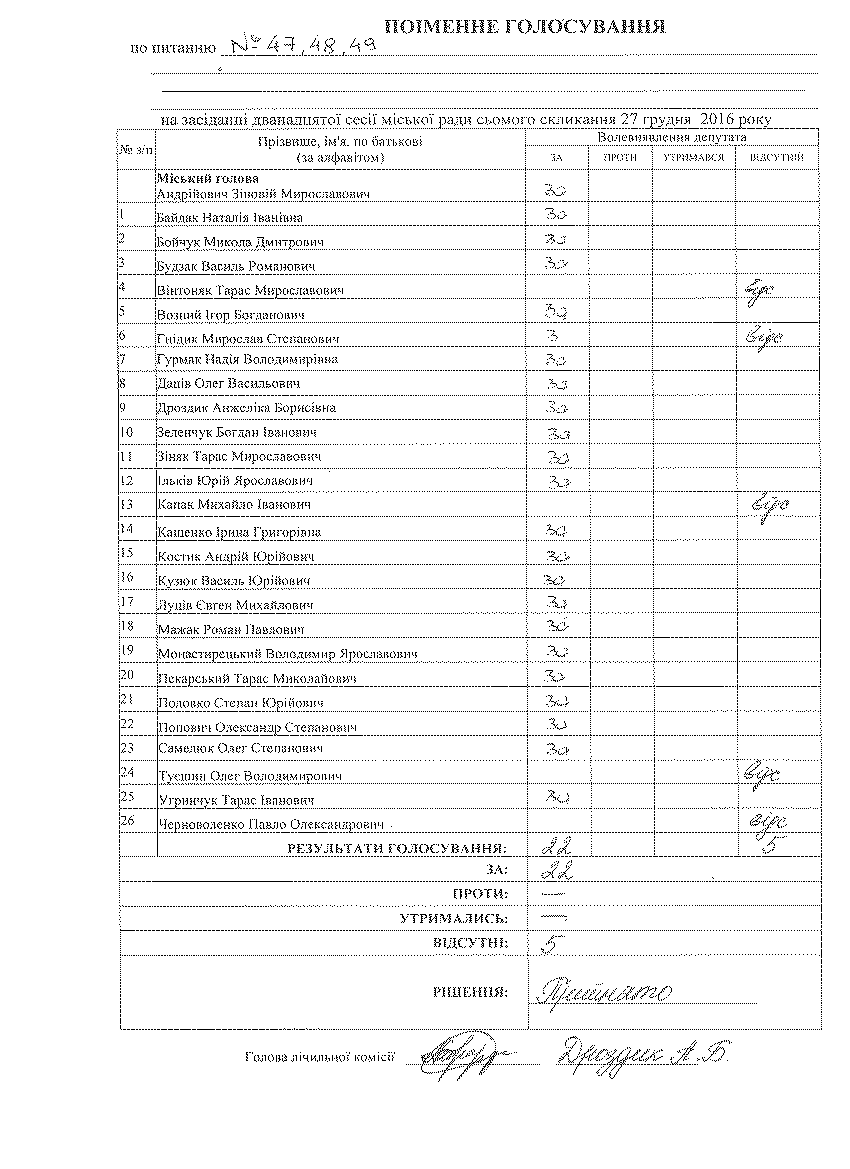 ПОІМЕННЕ ГОЛОСУВАННЯ
по питанню № 47, 48, 49
на засіданні дванадцятої сесії міської ради сьомого скликання 27 грудня 2016 року
№ з/п Прізвище, ім'я, по батькові (за алфавітом) Волевиявлення депутата
ЗА ПРОТИ УТРИМАВСЯ ВІДСУТНІЙ
Міський голова
Андрійович Зіновій Мирославович За
1 Байдак Наталія Іванівна За
2 Бойчук Микола Дмитрович За
3 Будзак Василь Романович За
4 Вінтоняк Тарас Мирославович відс
5 Возний Ігор Богданович За
6 Гнідик Мирослав Степанович З відс
7 Гурмак Надія Володимирівна За
8 Даців Олег Васильович За
9 Дроздик Анжеліка Борисівна За
10 Зеленчук Богдан Іванович За
11 Зіняк Тарас Мирославович За
12 Ільків Юрій Ярославович За
13 Капак Михайло Іванович відс
14 Кащенко Ірина Григорівна За
15 Костик Андрій Юрійович За
16 Кузюк Василь Юрійович За
17 Луців Євген Михайлович За
18 Мажак Роман Павлович За
19 Монастирецький Володимир Ярославович За
20 Пекарський Тарас Миколайович За
21 Подовко Степан Юрійович За
22 Попович Олександр Степанович За
23 Самелюк Олег Степанович За
24 Тусшин Олег Володимирович відс
25 Угринчук Тарас Іванович За
26 Черноволенко Павло Олександрович відс
РЕЗУЛЬТАТИ ГОЛОСУВАННЯ: 22 5
ЗА: 22
ПРОТИ: —
УТРИМАЛИСЬ: —
ВІДСУТНІ: 5
РІШЕННЯ: Прийнято
Голова лічильної комісії Дроздик А.Б.